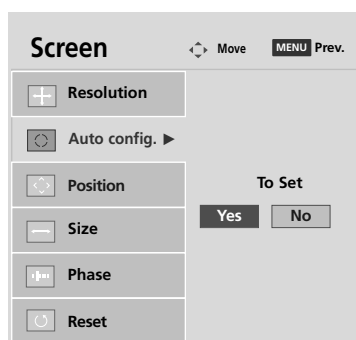 Screen Move MENU Prev.
Resolution
Auto config. ►
Position
Size
Phase
Reset
To Set
Yes No